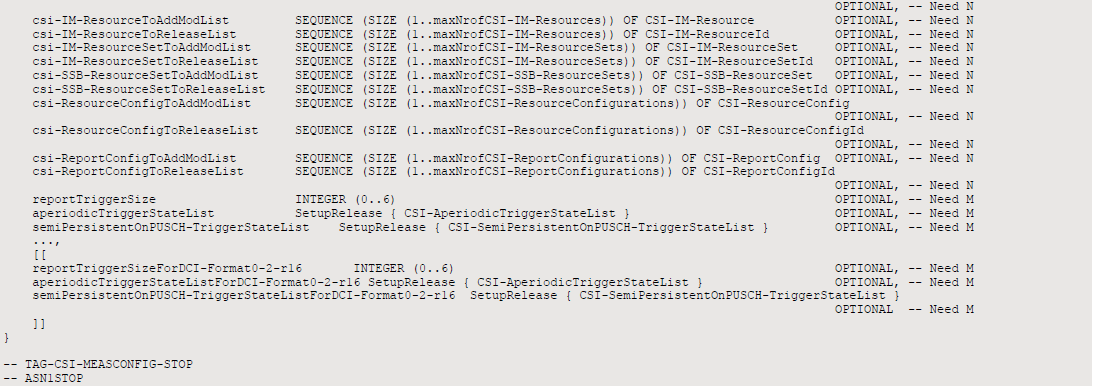 OPTIONAL, -- Need N
csi-IM-ResourceToAddModList SEQUENCE (SIZE (1..maxNrofCSI-IM-Resources)) OF CSI-IM-Resource OPTIONAL, -- Need N
csi-IM-ResourceToReleaseList SEQUENCE (SIZE (1..maxNrofCSI-IM-Resources)) OF CSI-IM-ResourceId OPTIONAL, -- Need N
csi-IM-ResourceSetToAddModList SEQUENCE (SIZE (1..maxNrofCSI-IM-ResourceSets)) OF CSI-IM-ResourceSet OPTIONAL, -- Need N
csi-IM-ResourceSetToReleaseList SEQUENCE (SIZE (1..maxNrofCSI-IM-ResourceSets)) OF CSI-IM-ResourceSetId OPTIONAL, -- Need N
csi-SSB-ResourceSetToAddModList SEQUENCE (SIZE (1..maxNrofCSI-SSB-ResourceSets)) OF CSI-SSB-ResourceSet OPTIONAL, -- Need N
csi-SSB-ResourceSetToReleaseList SEQUENCE (SIZE (1..maxNrofCSI-SSB-ResourceSets)) OF CSI-SSB-ResourceSetId OPTIONAL, -- Need N
csi-ResourceConfigToAddModList SEQUENCE (SIZE (1..maxNrofCSI-ResourceConfigurations)) OF CSI-ResourceConfig
OPTIONAL, -- Need N
csi-ResourceConfigToReleaseList SEQUENCE (SIZE (1..maxNrofCSI-ResourceConfigurations)) OF CSI-ResourceConfigId
OPTIONAL, -- Need N
csi-ReportConfigToAddModList SEQUENCE (SIZE (1..maxNrofCSI-ReportConfigurations)) OF CSI-ReportConfig OPTIONAL, -- Need N
csi-ReportConfigToReleaseList SEQUENCE (SIZE (1..maxNrofCSI-ReportConfigurations)) OF CSI-ReportConfigId
OPTIONAL, -- Need N
reportTriggerSize INTEGER (0..6) OPTIONAL, -- Need M
aperiodicTriggerStateList SetupRelease { CSI-AperiodicTriggerStateList } OPTIONAL, -- Need M
semiPersistentOnPUSCH-TriggerStateList SetupRelease { CSI-SemiPersistentOnPUSCH-TriggerStateList } OPTIONAL, -- Need M
...,
[[
reportTriggerSizeForDCI-Format0-2-r16 INTEGER (0..6) OPTIONAL, -- Need M
aperiodicTriggerStateListForDCI-Format0-2-r16 SetupRelease { CSI-AperiodicTriggerStateList } OPTIONAL, -- Need M
semiPersistentOnPUSCH-TriggerStateListForDCI-Format0-2-r16 SetupRelease { CSI-SemiPersistentOnPUSCH-TriggerStateList }
OPTIONAL -- Need M
]]
}
-- TAG-CSI-MEASCONFIG-STOP
-- ASN1STOP